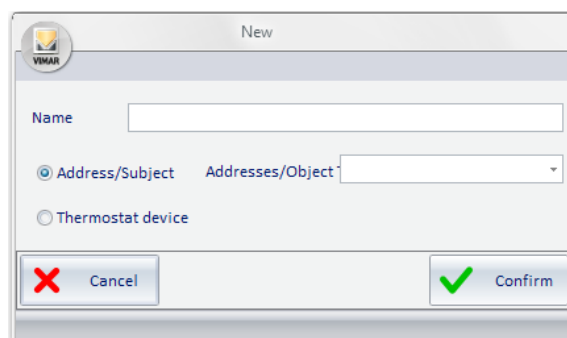 New
VIMAR
Name
Address/Subject Addresses/Object
Thermostat device
Cancel Confirm